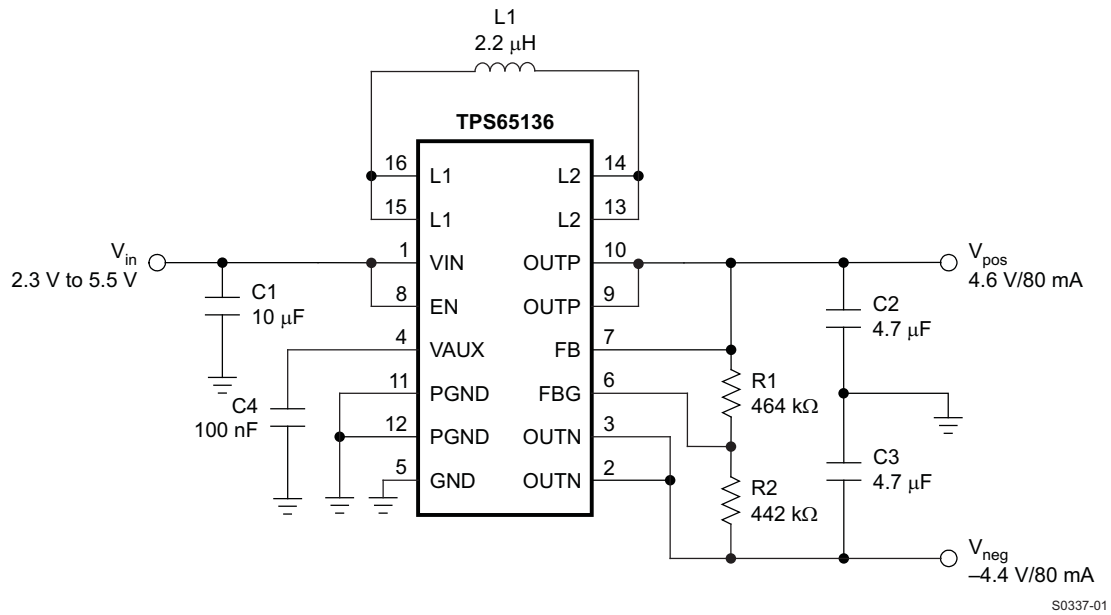 L1
2.2 μH
TPS65136
16
L1
L2
14
15
L1
L2
13
Vin
2.3 V to 5.5 V
1
VIN
OUTP
10
Vpos
4.6 V/80 mA
C1
10 μF
8
EN
OUTP
9
C2
4.7 μF
4
VAUX
FB
7
C4
100 nF
11
PGND
FBG
6
R1
464 kΩ
12
PGND
OUTN
3
5
GND
OUTN
2
C3
4.7 μF
R2
442 kΩ
Vneg
–4.4 V/80 mA
S0337-01